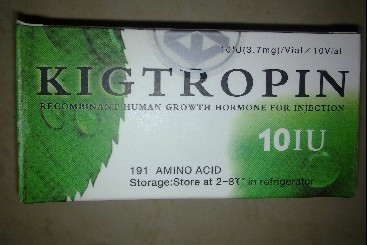 10IU(3.7mg)/Vial/10Vial
KIGTROPIN
RECOMBINANT HUMAN GROWTH HORMONE FOR INJECTION
10IU
191 AMINO ACID
Storage:Store at 2-8℃ in refrigerator